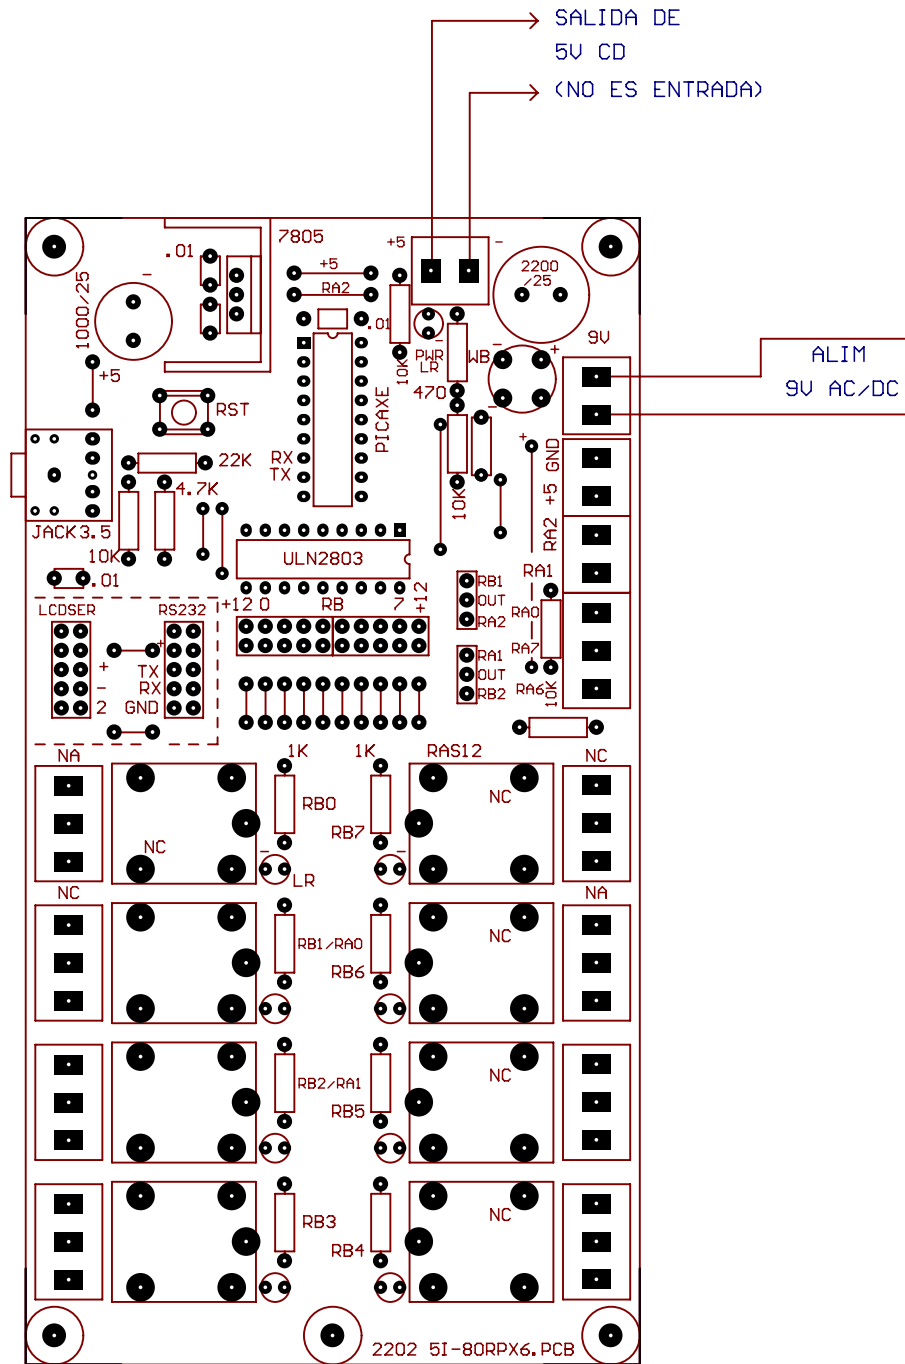 SALIDA DE
5V CD
(NO ES ENTRADA)
7805
+5
-
.01
+5
2200
/25
1000/25
-
RA2
.01
9V
ALIM
9V AC/DC
10K
-
PWR
LR
WB
+
+5
470
RST
-
PICAXE
RX
TX
22K
4.7K
10K
+
GND
+5
RA2
JACK3.5
10K
ULN2803
.01
RA1
RB1
OUT
RA2
LCDSER
RS232
+12 0
RB
7
+12
RA0
RA7
+
+
TX
-
RX
2
GND
RA1
OUT
RB2
RA6
10K
NA
1K
1K
RAS12
NC
RB0
NC
RB7
NC
-
-
LR
NC
NA
RB1/RA0
RB6
NC
RB2/RA1
RB5
NC
RB3
RB4
NC
2202 5I-80RPX6.PCB